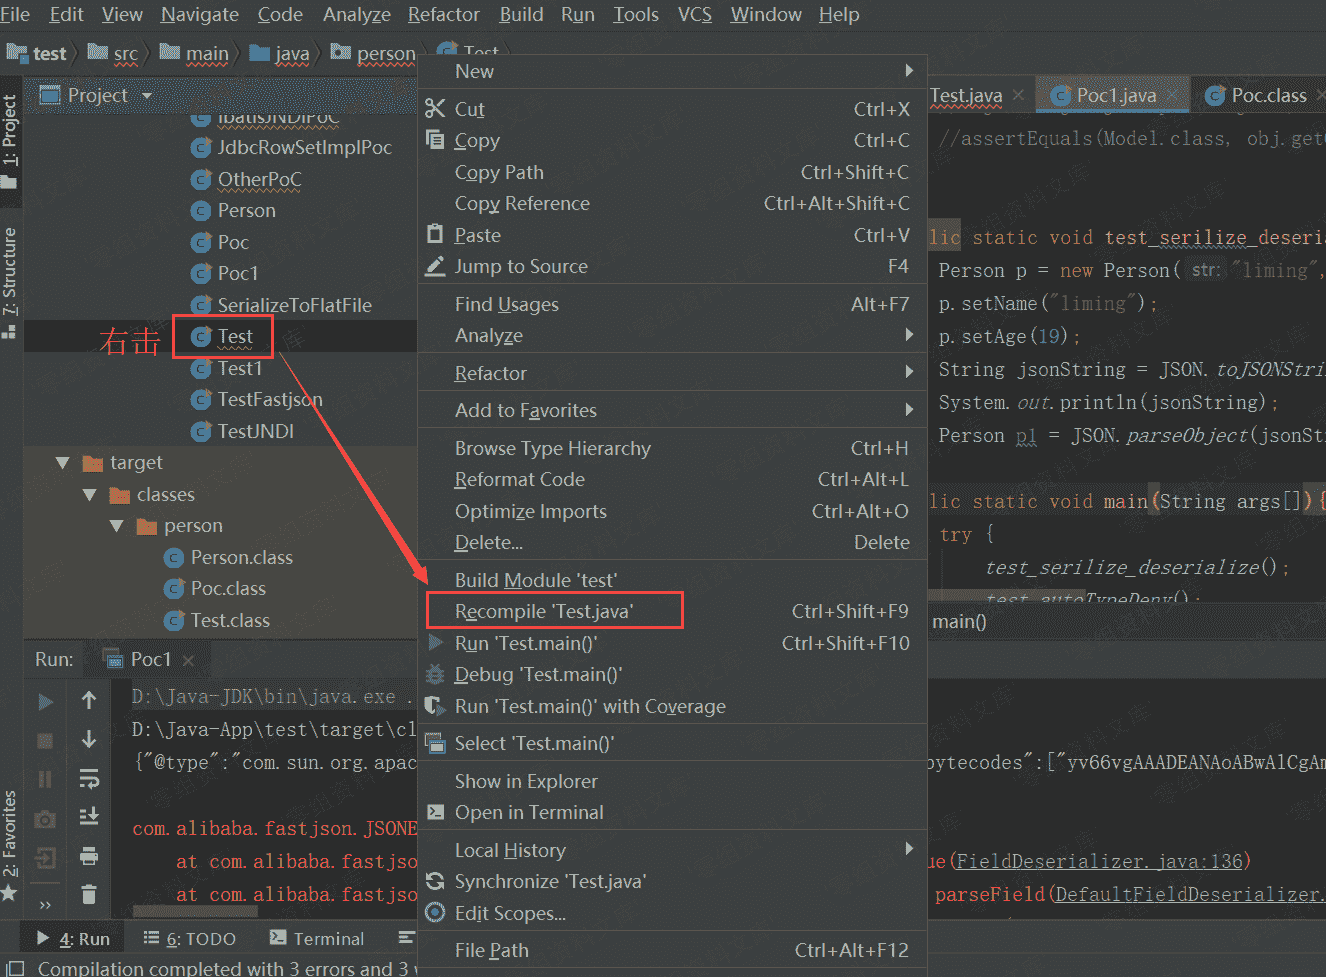 File Edit View Navigate Code Analyze Refactor Build Run Tools VCS Window Help
test src main java person Test
Project
1: Project
7: Structure
2: Favorites
IbatisJNDIPoC
JdbcRowSetImplPoc
OtherPoC
Person
Poc
Poc1
SerializeToFlatFile
右击
Test
Test1
TestFastjson
TestJNDI
target
classes
person
Person.class
Poc.class
Test.class
New
Cut Ctrl+X
Copy Ctrl+C
Copy Path Ctrl+Shift+C
Copy Reference Ctrl+Alt+Shift+C
Paste Ctrl+V
Jump to Source F4
Find Usages Alt+F7
Analyze
Refactor
Add to Favorites
Browse Type Hierarchy Ctrl+H
Reformat Code Ctrl+Alt+L
Optimize Imports Ctrl+Alt+O
Delete... Delete
Build Module 'test'
Recompile 'Test.java' Ctrl+Shift+F9
Run 'Test.main()' Ctrl+Shift+F10
Debug 'Test.main()'
Run 'Test.main()' with Coverage
Select 'Test.main()'
Show in Explorer
Open in Terminal
Local History
Synchronize 'Test.java'
Edit Scopes...
File Path Ctrl+Alt+F12
Test.java Poc1.java Poc.class
//assertEquals(Model.class, obj.get
lic static void test_serilize_deseria
Person p = new Person( str: "liming",
p.setName("liming");
p.setAge(19);
String jsonString = JSON.toJSONStri
System.out.println(jsonString);
Person p1 = JSON.parseObject(jsonSt
lic static void main(String args[]){
try {
test_serilize_deserialize();
test_autoTypeDeny();
main()
Run: Poc1
D:\Java-JDK\bin\java.exe .
D:\Java-App\test\target\cl
{"@type":"com.sun.org.apac
bytecodes":["yv66vgAAADEANAoABwAlCgAm
com.alibaba.fastjson.JSONE
at com.alibaba.fastjso
ue(FieldDeserializer.java:136)
at com.alibaba.fastjso
parseField(DefaultFieldDeserializer.
4: Run 6: TODO Terminal
Compilation completed with 3 errors and 3
零组资料文库